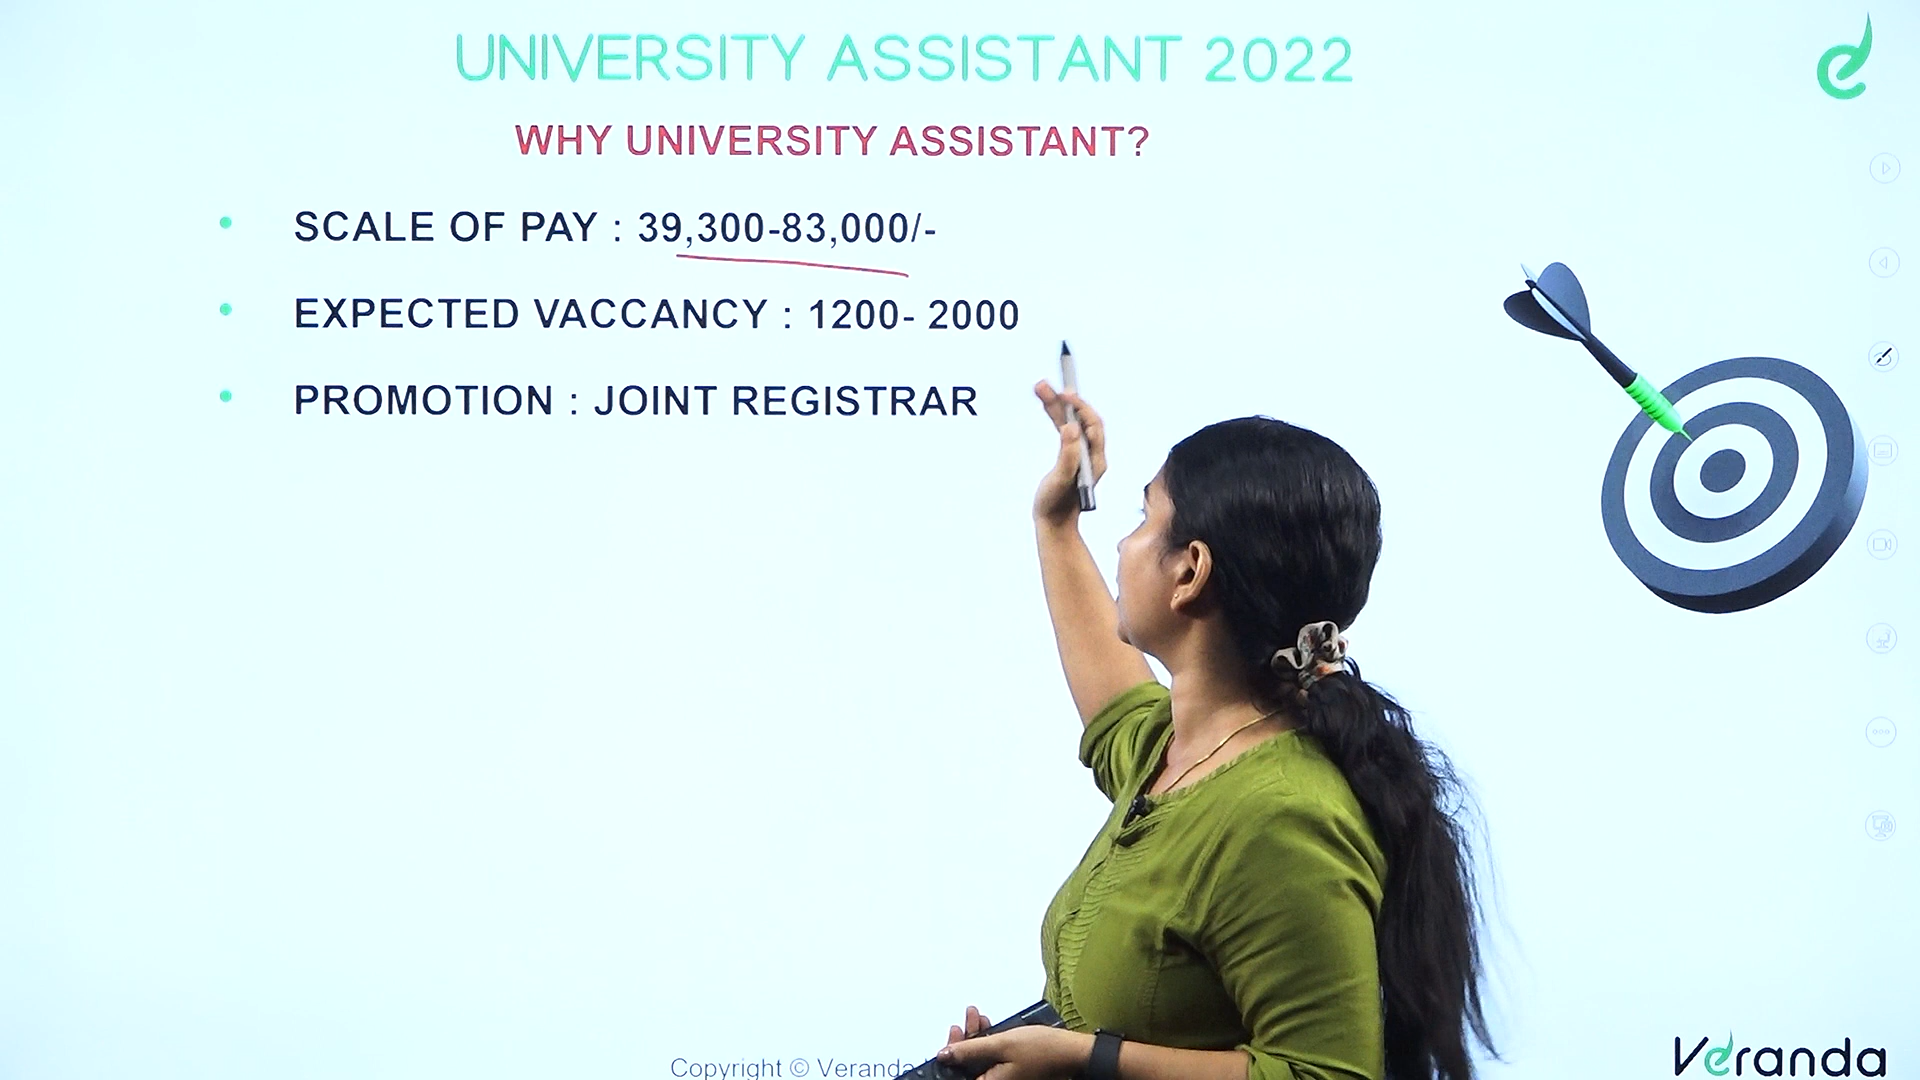 UNIVERSITY ASSISTANT 2022
WHY UNIVERSITY ASSISTANT?
• SCALE OF PAY : 39,300-83,000/-
• EXPECTED VACCANCY : 1200- 2000
• PROMOTION : JOINT REGISTRAR
Copyright © Veranda
Veranda